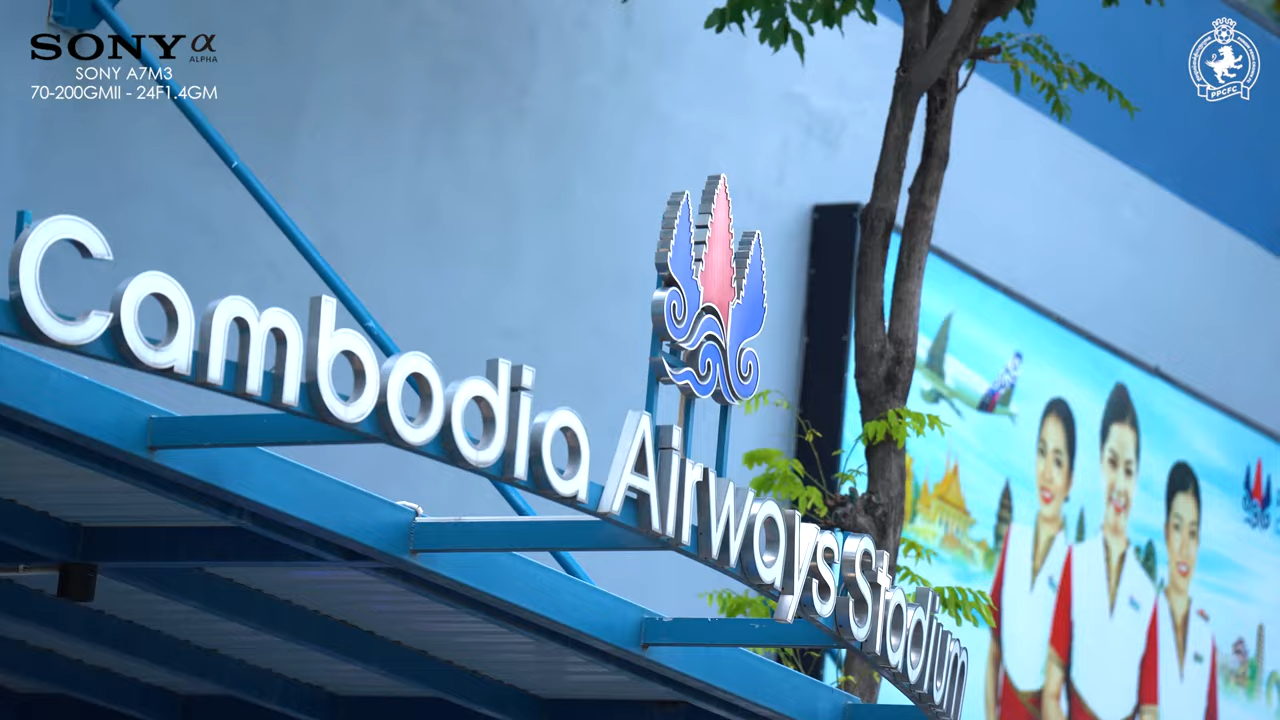 SONY α
ALPHA
SONY A7M3
70-200GMII - 24F1.4GM
PPCFC
Cambodia Airways Stadium